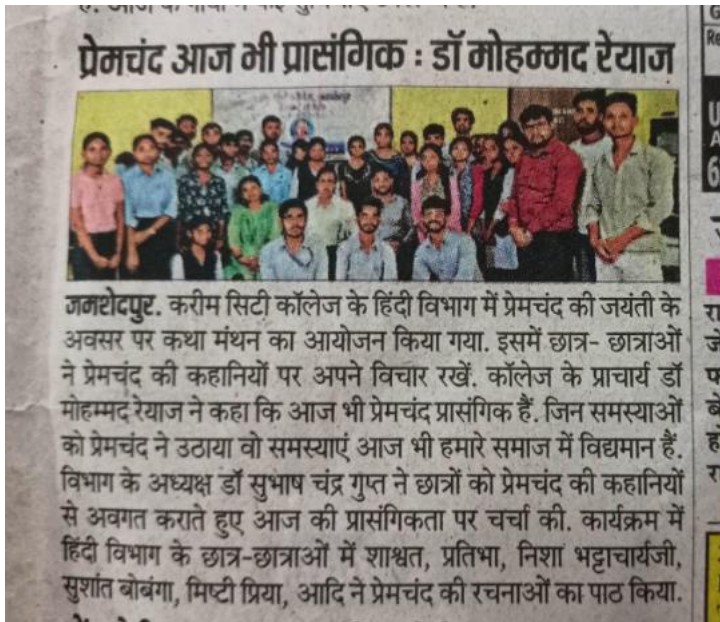 प्रेमचंद आज भी प्रासंगिक : डॉ मोहम्मद रेयाज
जमशेदपुर. करीम सिटी कॉलेज के हिंदी विभाग में प्रेमचंद की जयंती के
अवसर पर कथा मंथन का आयोजन किया गया. इसमें छात्र- छात्राओं
ने प्रेमचंद की कहानियों पर अपने विचार रखें. कॉलेज के प्राचार्य डॉ
मोहम्मद रेयाज ने कहा कि आज भी प्रेमचंद प्रासंगिक हैं. जिन समस्याओं
को प्रेमचंद ने उठाया वो समस्याएं आज भी हमारे समाज में विद्यमान हैं.
विभाग के अध्यक्ष डॉ सुभाष चंद्र गुप्त ने छात्रों को प्रेमचंद की कहानियों
से अवगत कराते हुए आज की प्रासंगिकता पर चर्चा की. कार्यक्रम में
हिंदी विभाग के छात्र-छात्राओं में शाश्वत, प्रतिभा, निशा भट्टाचार्यजी,
सुशांत बोबंगा, मिष्टी प्रिया, आदि ने प्रेमचंद की रचनाओं का पाठ किया.